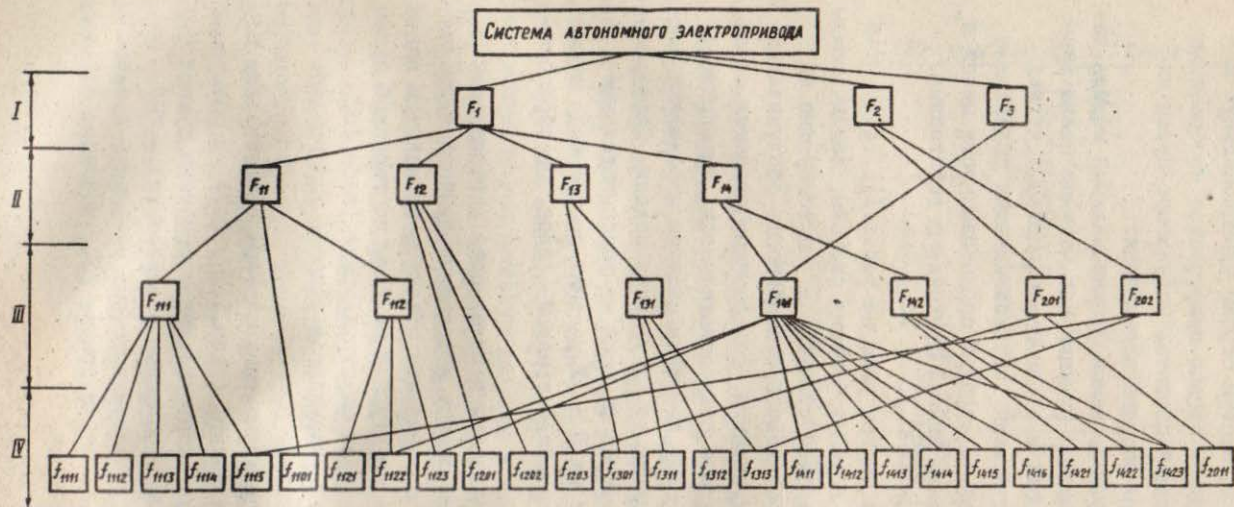 Система автономного электропривода
I F₁ F₂ F₃
II F₁₁ F₁₂ F₁₃ F₁₄
III F₁₁₁ F₁₁₂ F₁₃₁ F₁₄₁ F₁₄₂ F₂₀₁ F₂₀₂
IV f₁₁₁₁ f₁₁₁₂ f₁₁₁₃ f₁₁₁₄ f₁₁₁₅ f₁₁₀₁ f₁₁₂₁ f₁₁₂₂ f₁₁₂₃ f₁₂₀₁ f₁₂₀₂ f₁₂₀₃ f₁₃₀₁ f₁₃₁₁ f₁₃₁₂ f₁₃₁₃ f₁₄₁₁ f₁₄₁₂ f₁₄₁₃ f₁₄₁₄ f₁₄₁₅ f₁₄₁₆ f₁₄₂₁ f₁₄₂₂ f₁₄₂₃ f₂₀₁₁